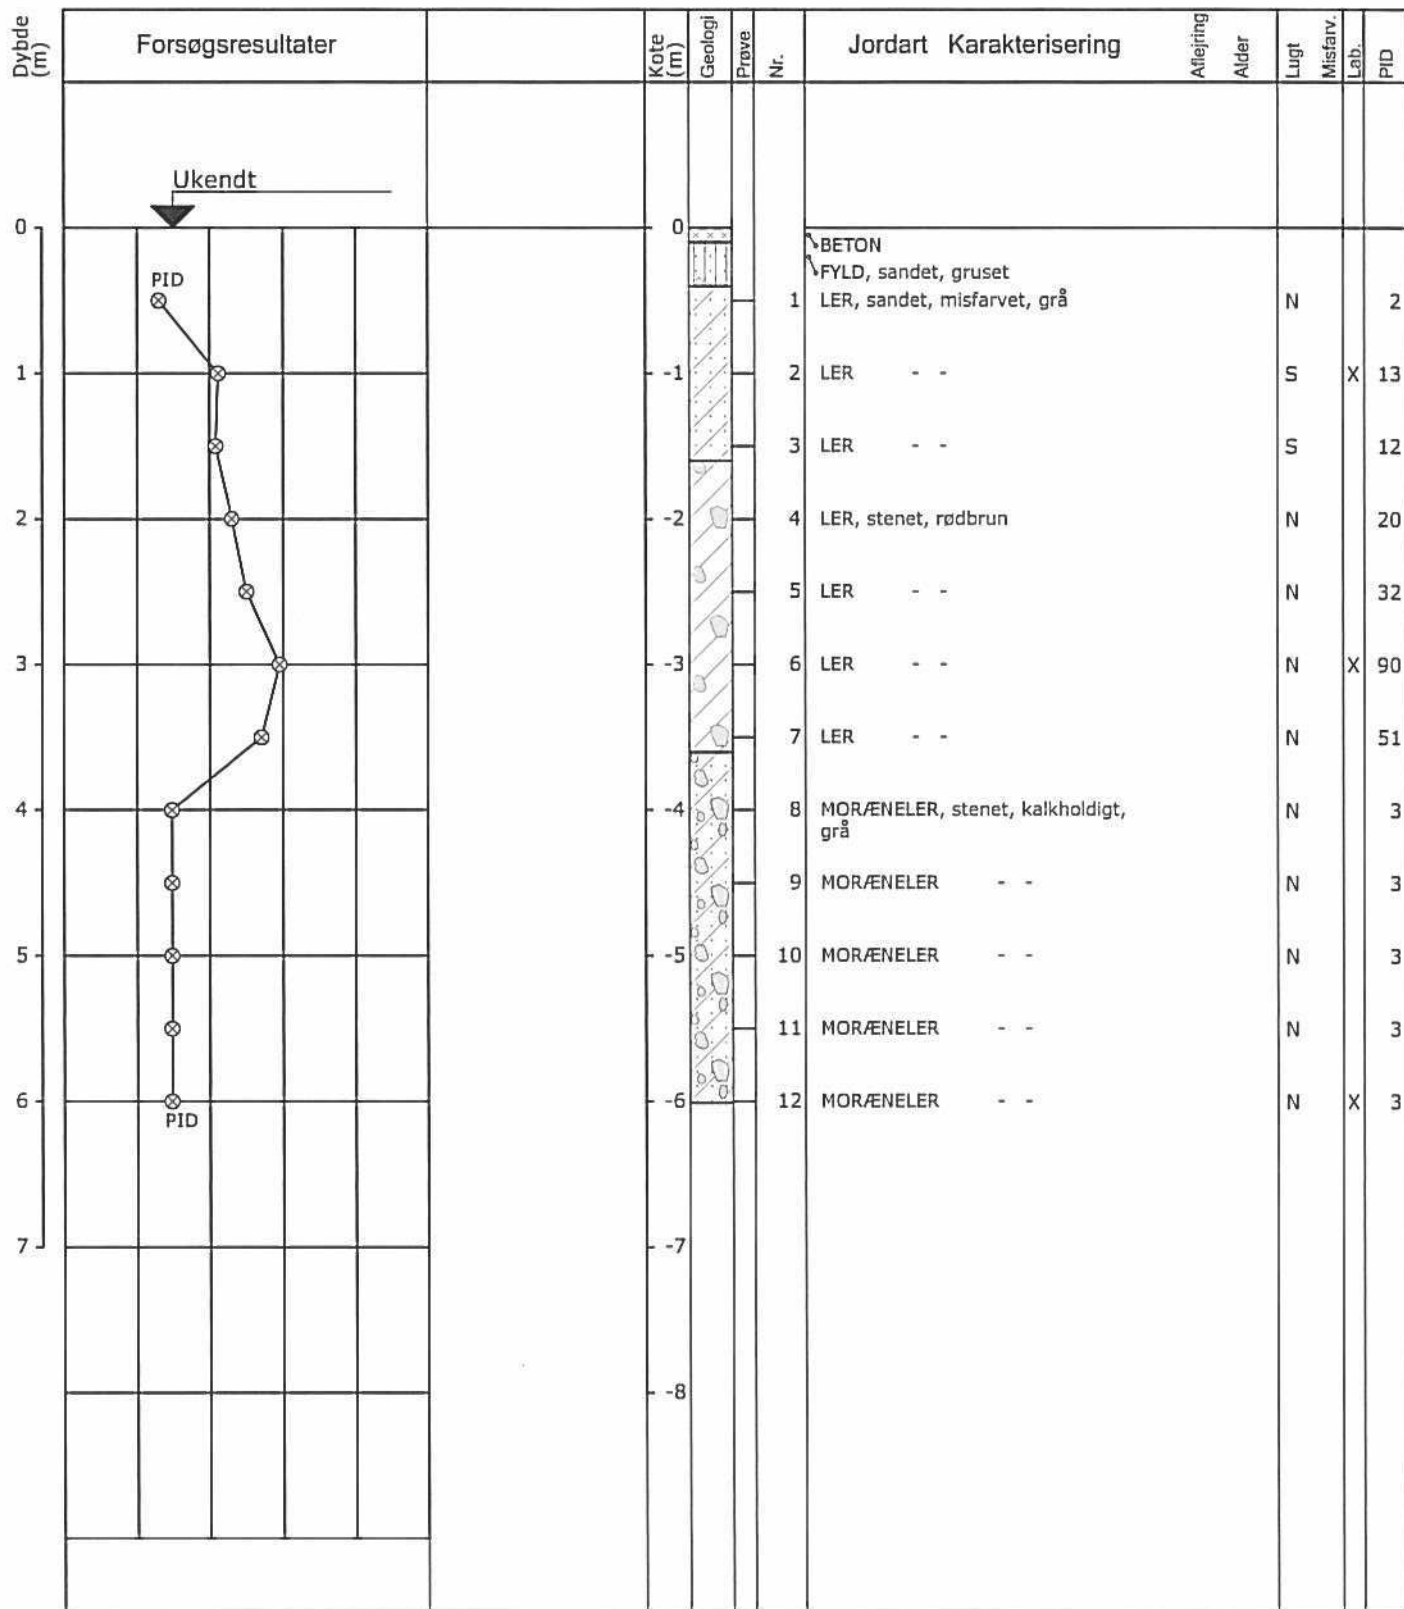 Dybde (m) Forsøgsresultater Kote (m) Geologi Prøve Nr. Jordart Karakterisering Aflejring Alder Lugt Misfarv. Lab. PID
Ukendt
0 0
BETON
PID FYLD, sandet, gruset
1 LER, sandet, misfarvet, grå N 2
1 -1 2 LER - - S X 13
3 LER - - S 12
2 -2 4 LER, stenet, rødbrun N 20
5 LER - - N 32
3 -3 6 LER - - N X 90
7 LER - - N 51
4 -4 8 MORÆNELER, stenet, kalkholdigt, N 3
grå
9 MORÆNELER - - N 3
5 -5 10 MORÆNELER - - N 3
11 MORÆNELER - - N 3
6 -6 12 MORÆNELER - - N X 3
PID
7 -7
-8